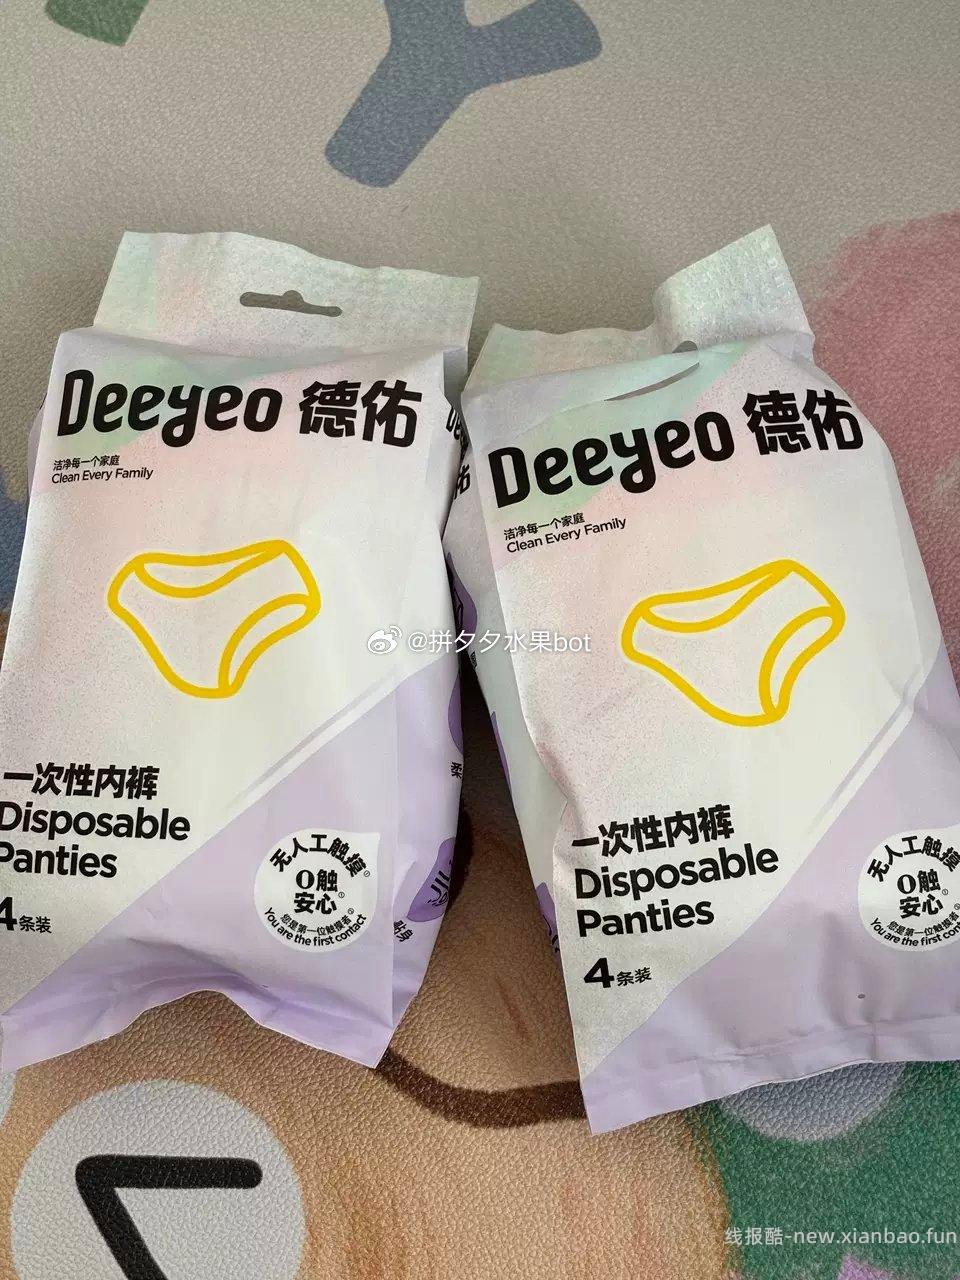 Deeyeo 德佑
洁净每一个家庭
Clean Every Family
一次性内裤
Disposable
Panties
4条装
无人工触摸
0触
安心
您是第一位触摸者
You are the first contact
Deeyeo 德佑
洁净每一个家庭
Clean Every Family
一次性内裤
Disposable
Panties
4条装
无人工触摸
0触
安心
您是第一位触摸者
You are the first
@拼夕夕水果bot
线报酷-new.xianbao.fun